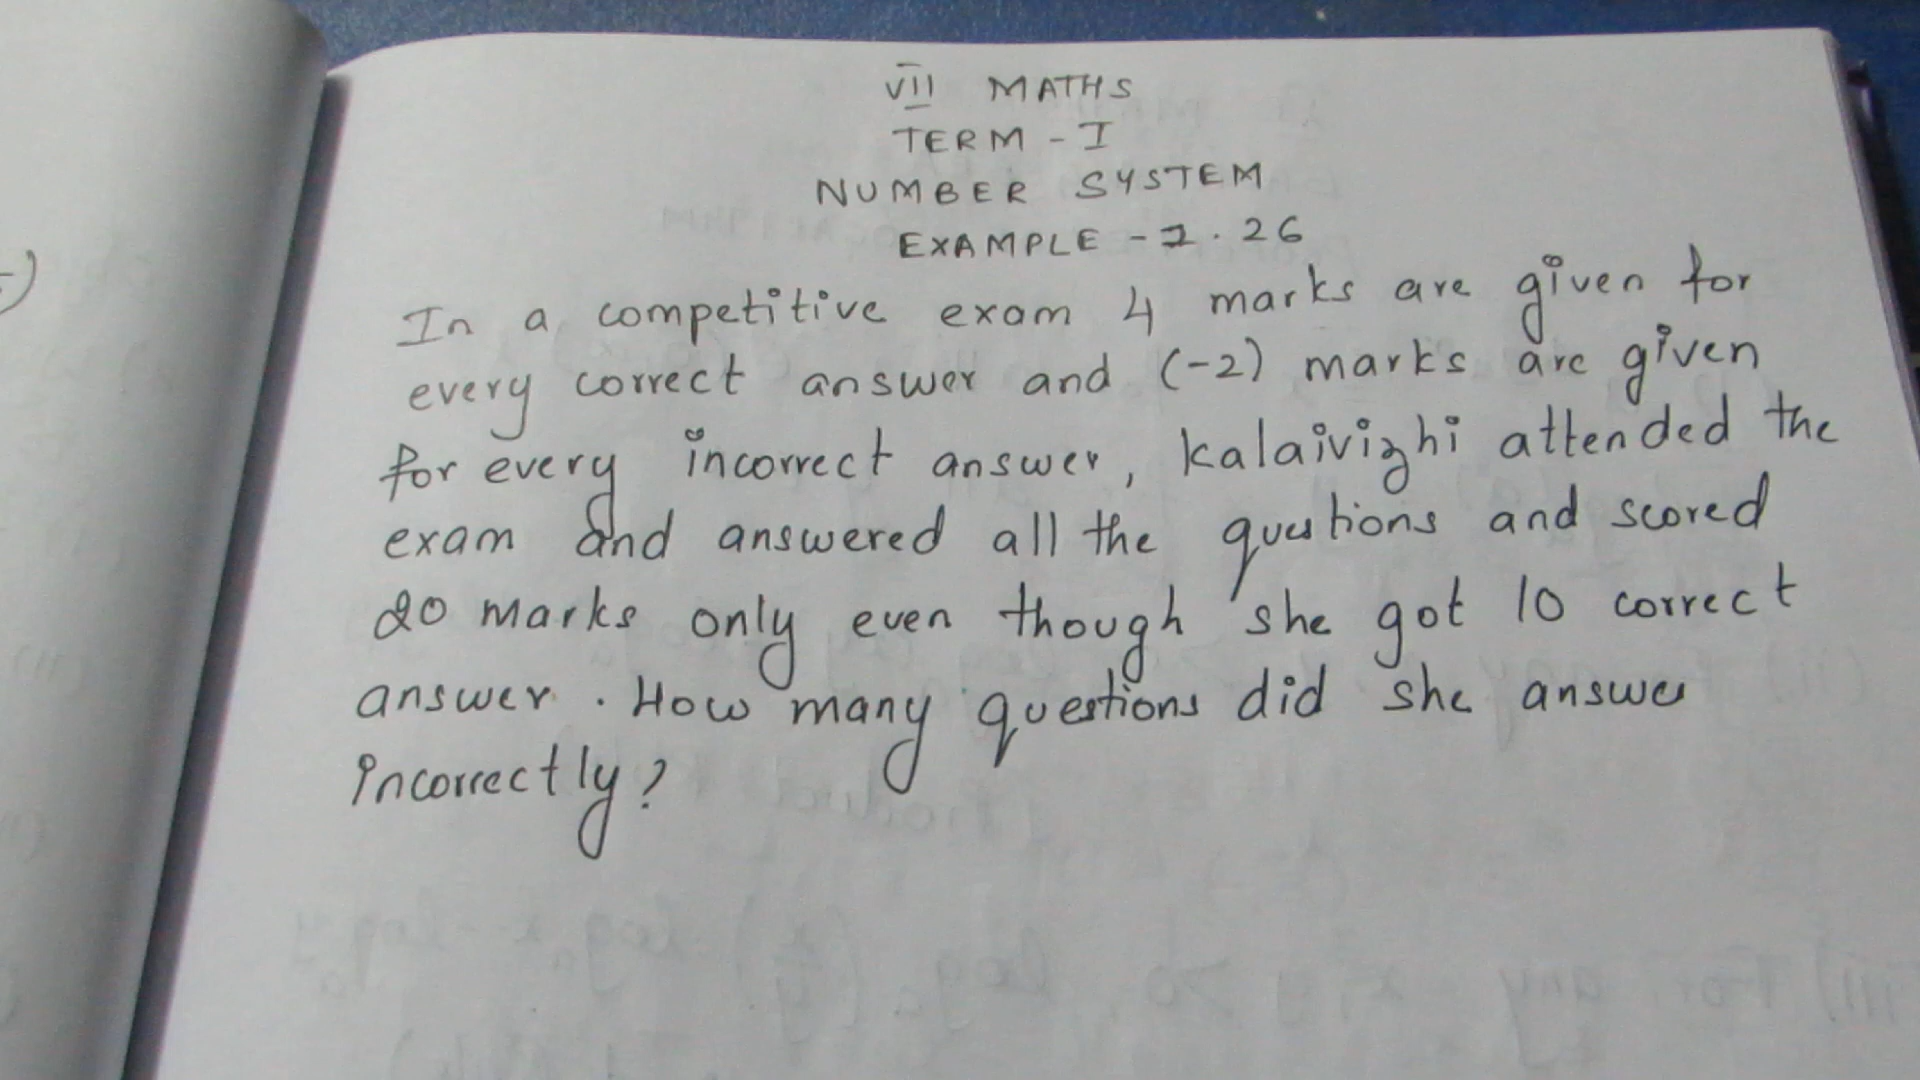 VII MATHS
TERM - I
NUMBER SYSTEM
EXAMPLE - 1.26
In a competitive exam 4 marks are given for
every correct answer and (-2) marks are given
for every incorrect answer, kalaivizhi attended the
exam and answered all the questions and scored
20 marks only even though she got 10 correct
answer. How many questions did she answer
incorrectly?